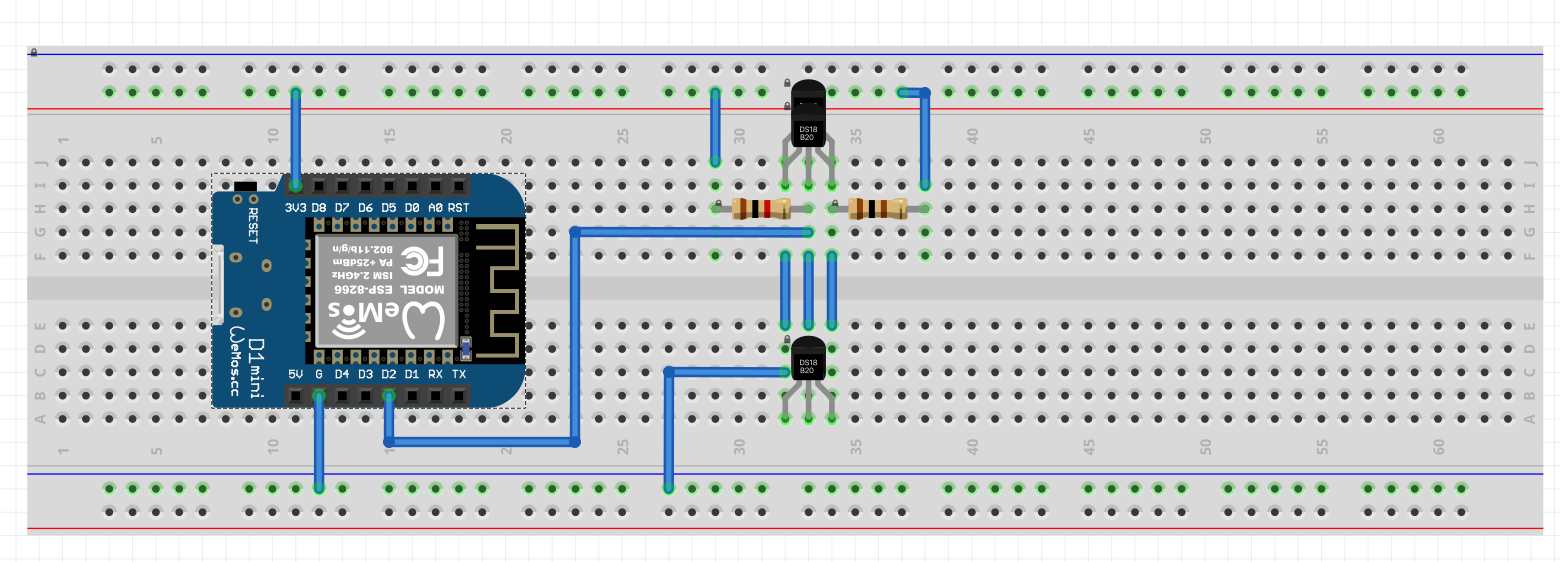 1 5 10 15 20 25 30 35 40 45 50 55 60
J J
I I
H H
G G
F F
E E
D D
C C
B B
A A
1 5 10 15 20 25 30 35 40 45 50 55 60
3V3 D8 D7 D6 D5 D0 A0 RST
RESET
WeMos
MODEL ESP-8266
ISM 2.4GHz
PA +25dBm
802.11b/g/n
FC
D1mini
WeMos.cc
5V G D4 D3 D2 D1 RX TX
DS18
B20
DS18
B20